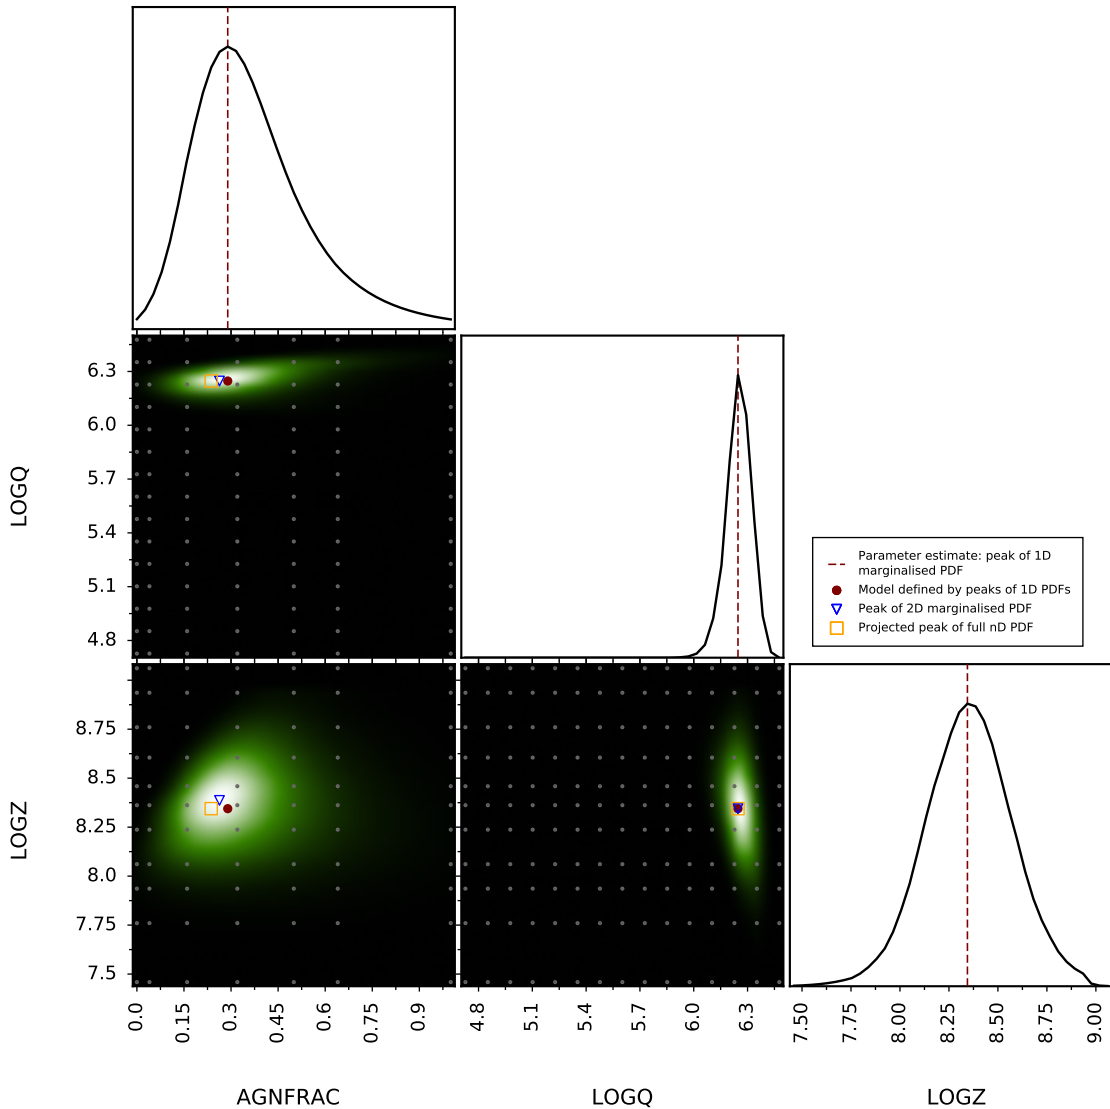 6.3
6.0
5.7
5.4
5.1
4.8
LOGQ
Parameter estimate: peak of 1D
marginalised PDF
Model defined by peaks of 1D PDFs
Peak of 2D marginalised PDF
Projected peak of full nD PDF
8.75
8.5
8.25
8.0
7.75
7.5
LOGZ
0.0 0.15 0.3 0.45 0.6 0.75 0.9
4.8 5.1 5.4 5.7 6.0 6.3
7.50 7.75 8.00 8.25 8.50 8.75 9.00
AGNFRAC LOGQ LOGZ